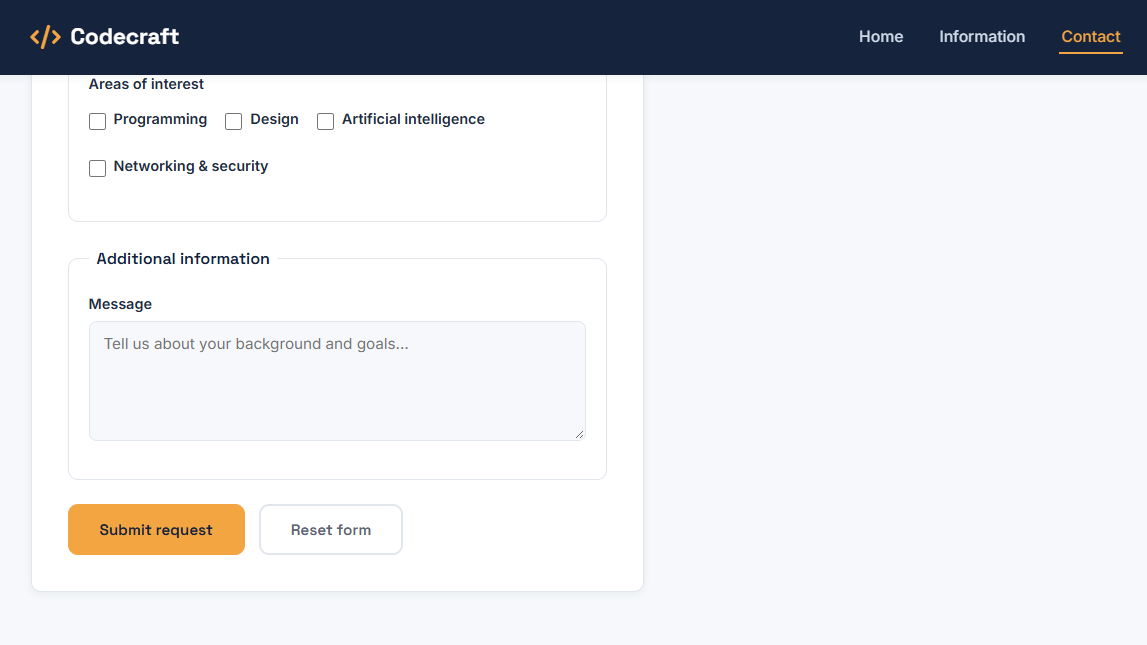 </> Codecraft
Home Information Contact
Areas of interest
Programming Design Artificial intelligence
Networking & security
Additional information
Message
Tell us about your background and goals...
Submit request Reset form